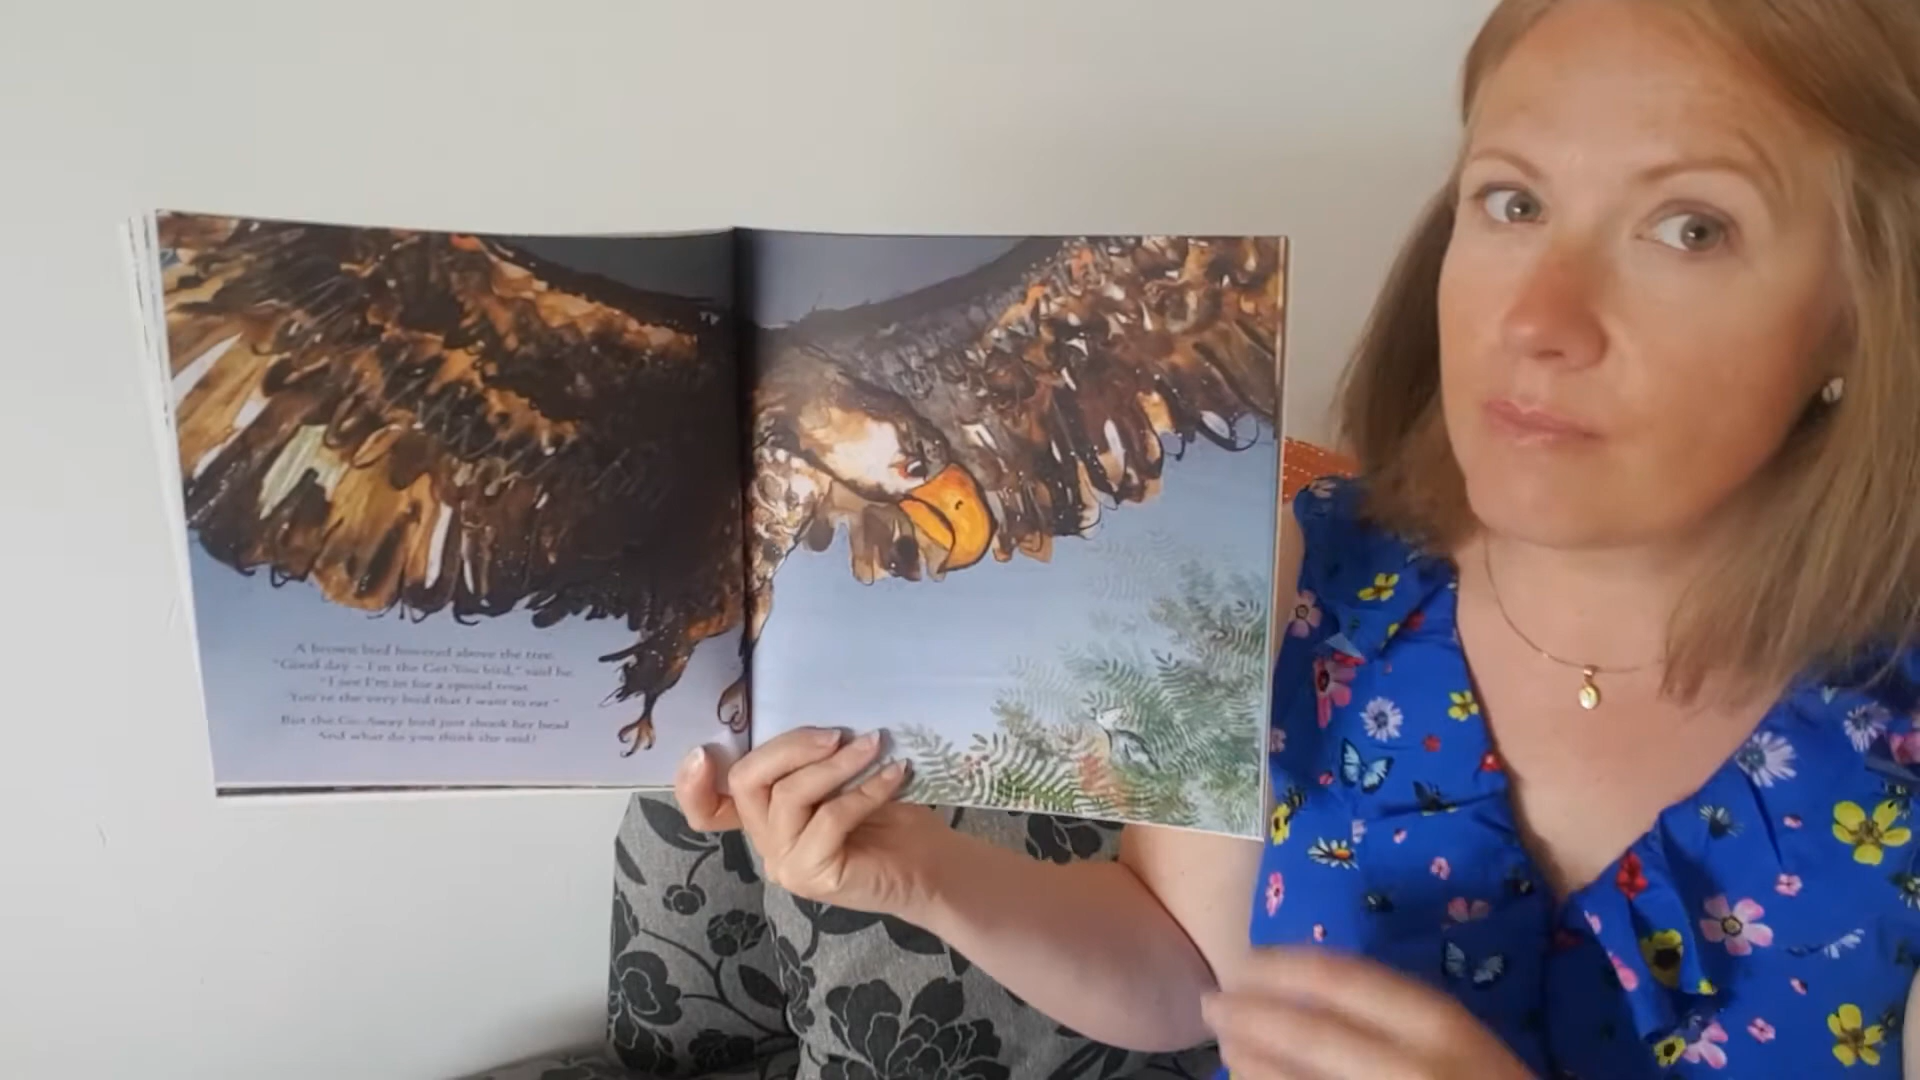 A brown bird hovered above the tree.
"Good day – I'm the Get-You bird," said he.
"I see I'm in for a special treat.
You're the very bird that I want to eat."
But the Go-Away bird just shook her head
And what do you think she said?